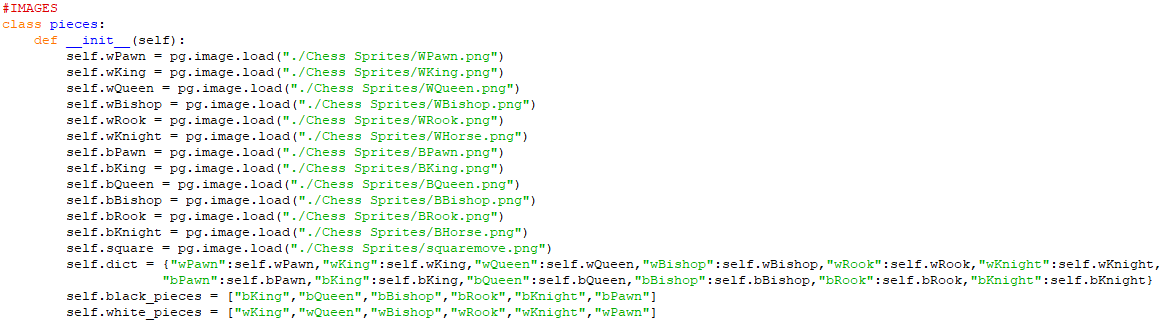 #IMAGES
class pieces:
    def __init__(self):
        self.wPawn = pg.image.load("./Chess Sprites/WPawn.png")
        self.wKing = pg.image.load("./Chess Sprites/WKing.png")
        self.wQueen = pg.image.load("./Chess Sprites/WQueen.png")
        self.wBishop = pg.image.load("./Chess Sprites/WBishop.png")
        self.wRook = pg.image.load("./Chess Sprites/WRook.png")
        self.wKnight = pg.image.load("./Chess Sprites/WHorse.png")
        self.bPawn = pg.image.load("./Chess Sprites/BPawn.png")
        self.bKing = pg.image.load("./Chess Sprites/BKing.png")
        self.bQueen = pg.image.load("./Chess Sprites/BQueen.png")
        self.bBishop = pg.image.load("./Chess Sprites/BBishop.png")
        self.bRook = pg.image.load("./Chess Sprites/BRook.png")
        self.bKnight = pg.image.load("./Chess Sprites/BHorse.png")
        self.square = pg.image.load("./Chess Sprites/squaremove.png")
        self.dict = {"wPawn":self.wPawn,"wKing":self.wKing,"wQueen":self.wQueen,"wBishop":self.wBishop,"wRook":self.wRook,"wKnight":self.wKnight,
                    "bPawn":self.bPawn,"bKing":self.bKing,"bQueen":self.bQueen,"bBishop":self.bBishop,"bRook":self.bRook,"bKnight":self.bKnight}
        self.black_pieces = ["bKing","bQueen","bBishop","bRook","bKnight","bPawn"]
        self.white_pieces = ["wKing","wQueen","wBishop","wRook","wKnight","wPawn"]